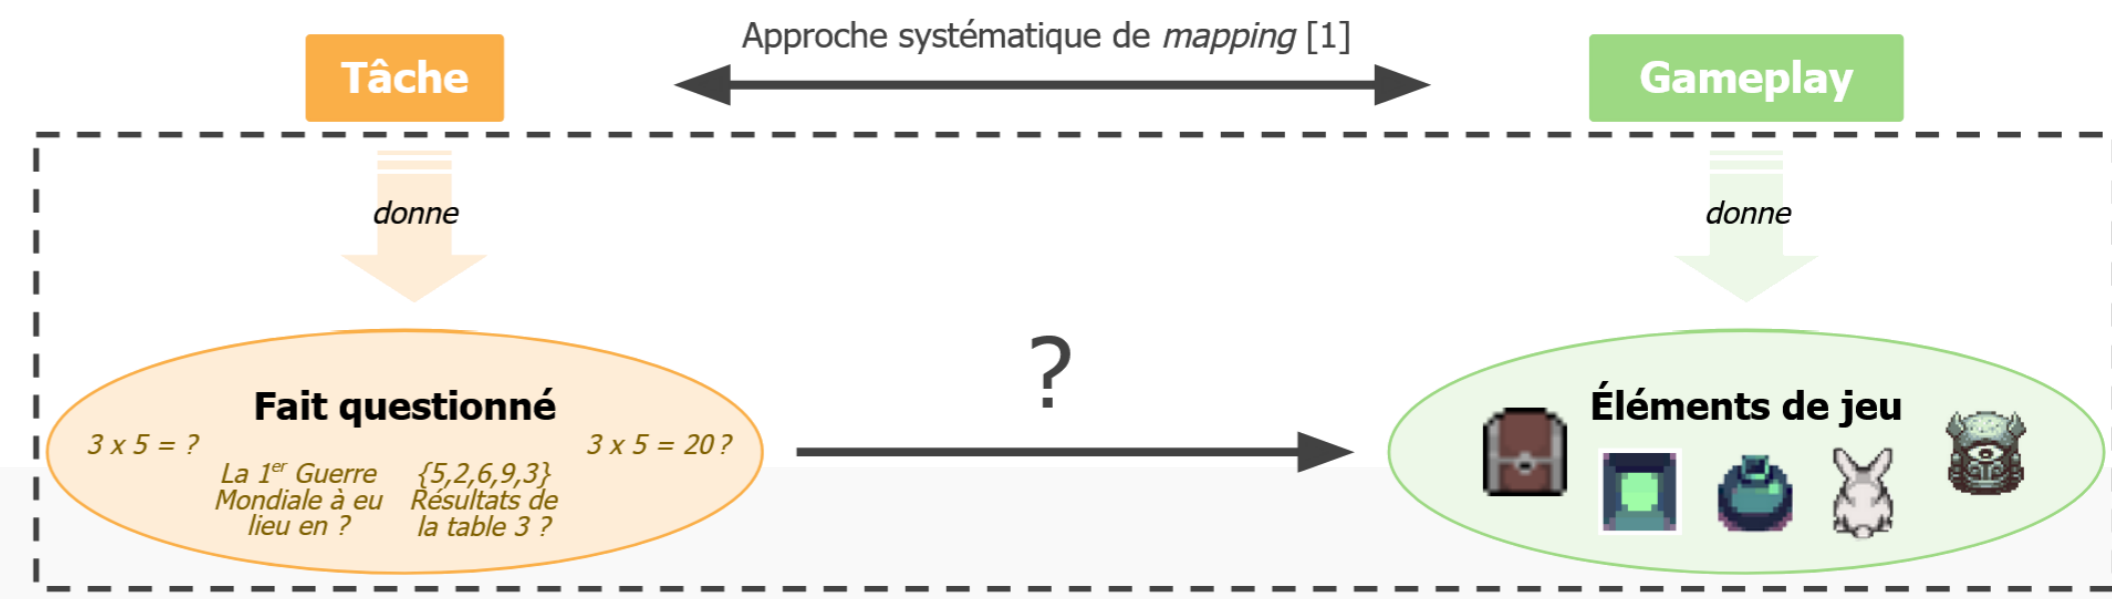 Approche systématique de mapping [1]
Tâche
Gameplay
donne
donne
?
Fait questionné
3 x 5 = ?
3 x 5 = 20 ?
La 1er Guerre
Mondiale à eu
lieu en ?
{5,2,6,9,3}
Résultats de
la table 3 ?
Éléments de jeu